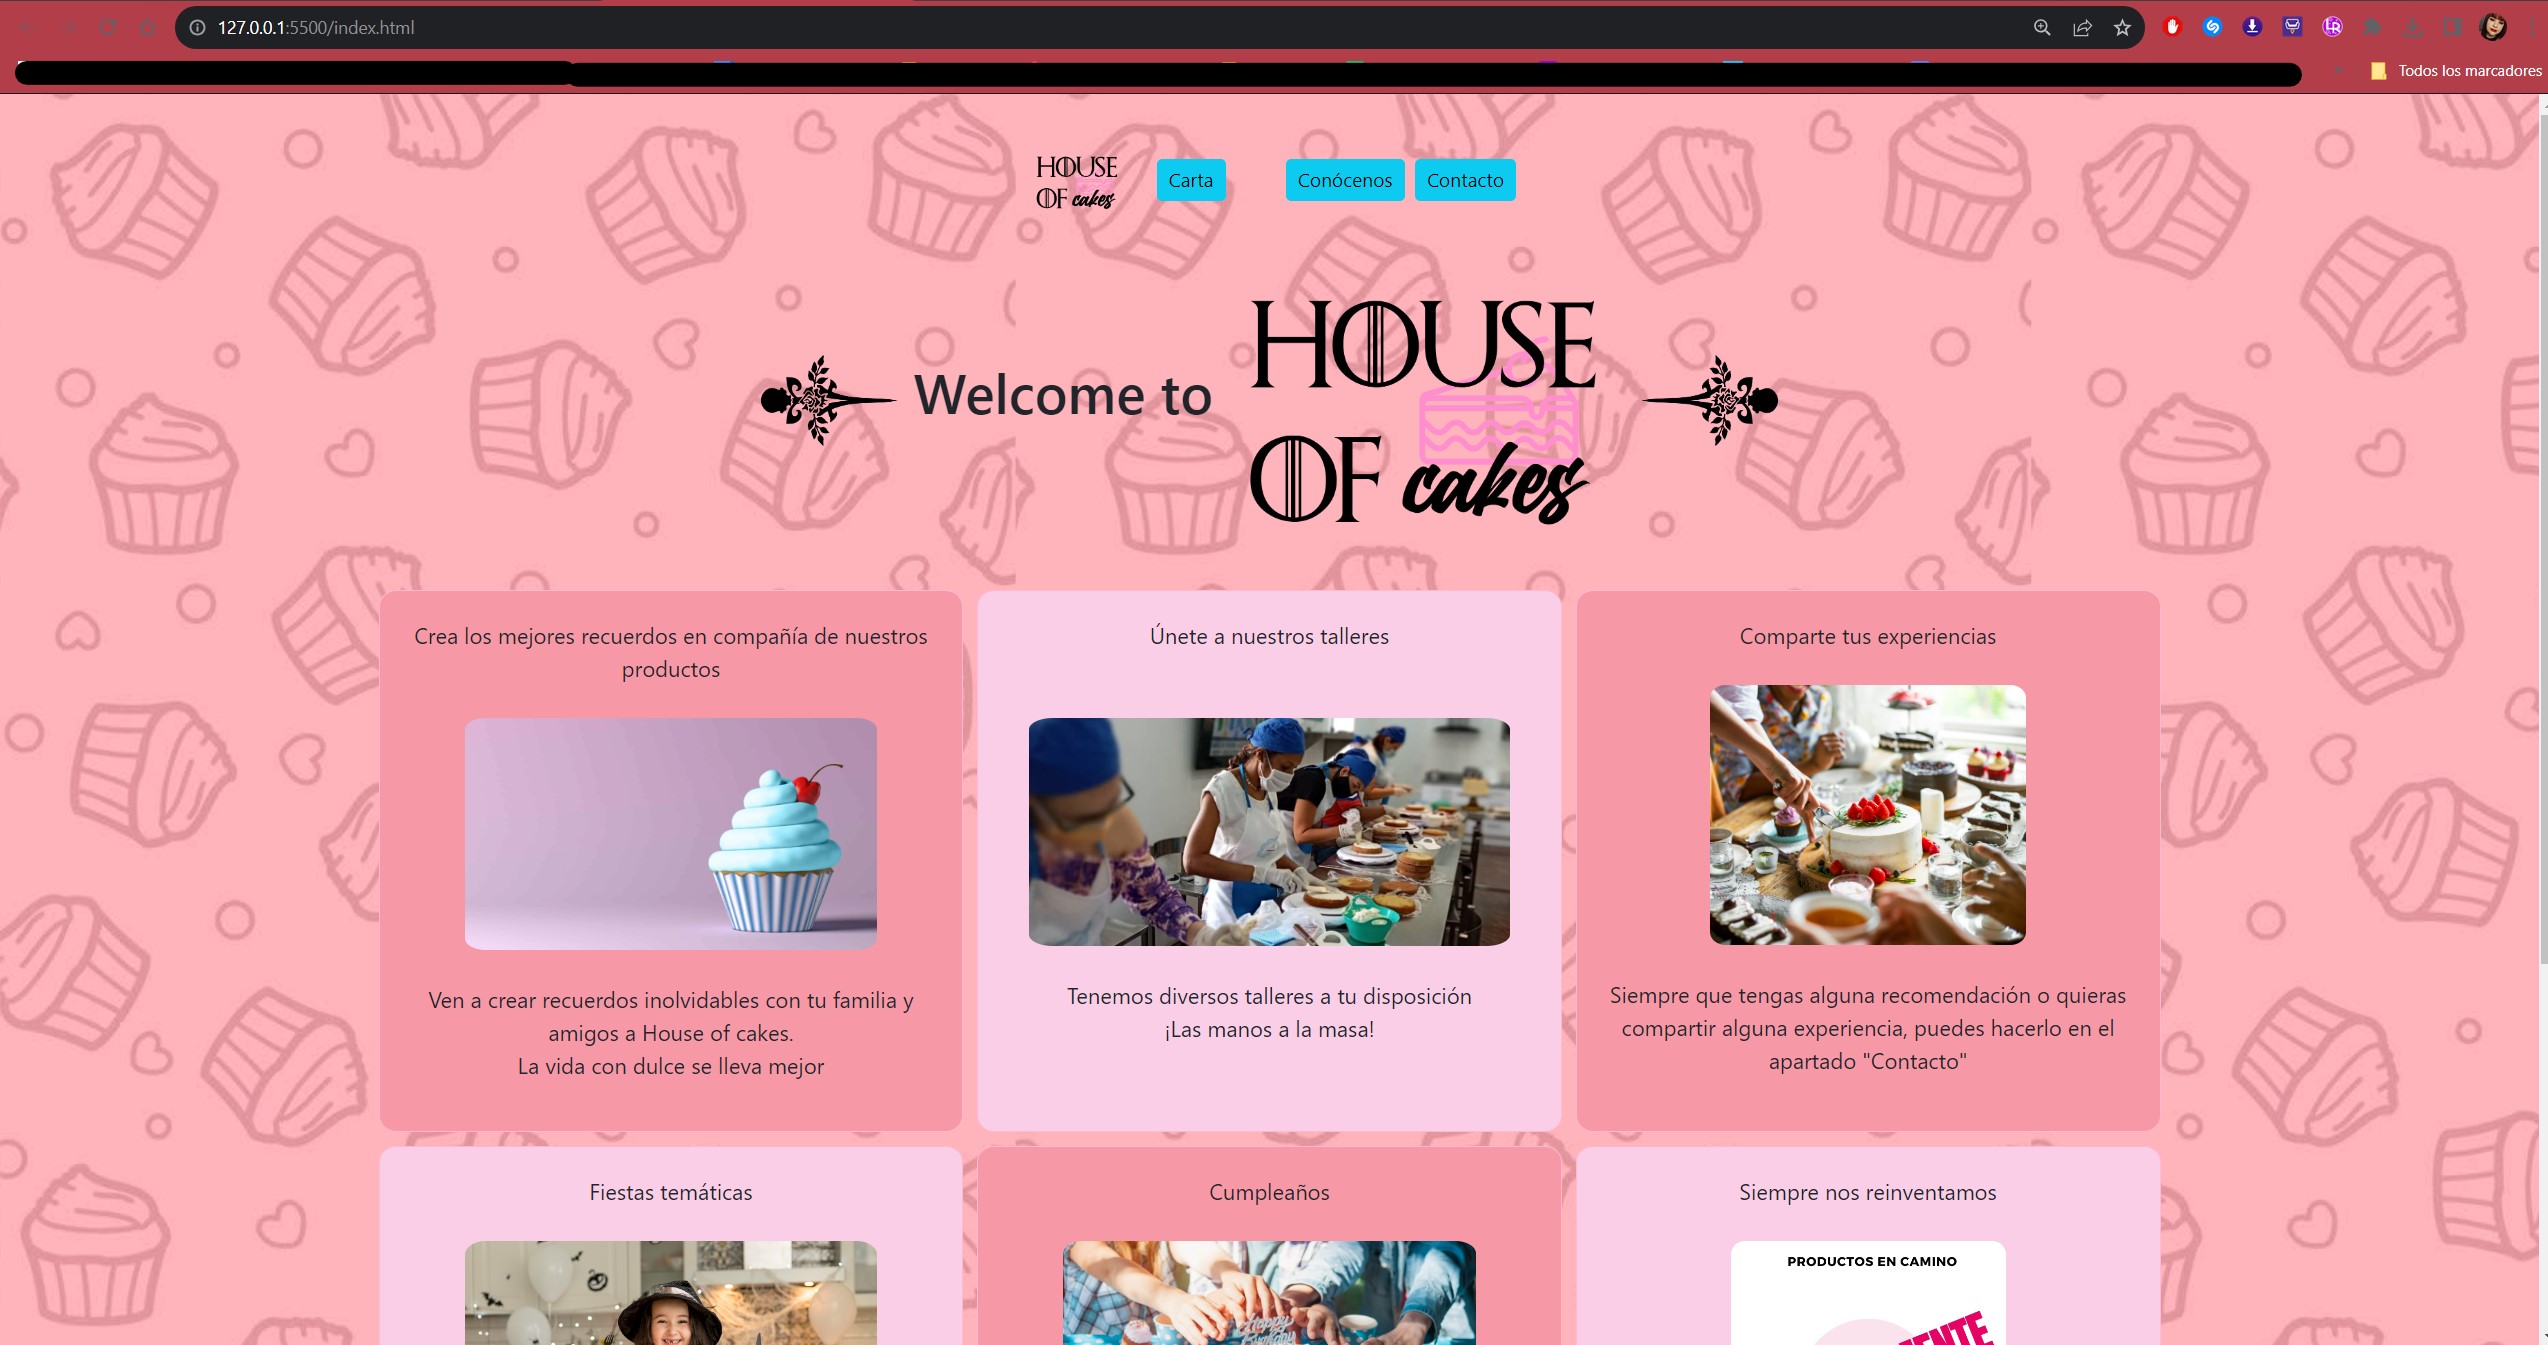 127.0.0.1:5500/index.html
Todos los marcadores
HOUSE
OF cakes
Carta
Conócenos
Contacto
Welcome to
HOUSE
OF cakes
Crea los mejores recuerdos en compañía de nuestros
productos
Ven a crear recuerdos inolvidables con tu familia y
amigos a House of cakes.
La vida con dulce se lleva mejor
Únete a nuestros talleres
Tenemos diversos talleres a tu disposición
¡Las manos a la masa!
Comparte tus experiencias
Siempre que tengas alguna recomendación o quieras
compartir alguna experiencia, puedes hacerlo en el
apartado "Contacto"
Fiestas temáticas
Cumpleaños
Happy
Birthday
Siempre nos reinventamos
PRODUCTOS EN CAMINO